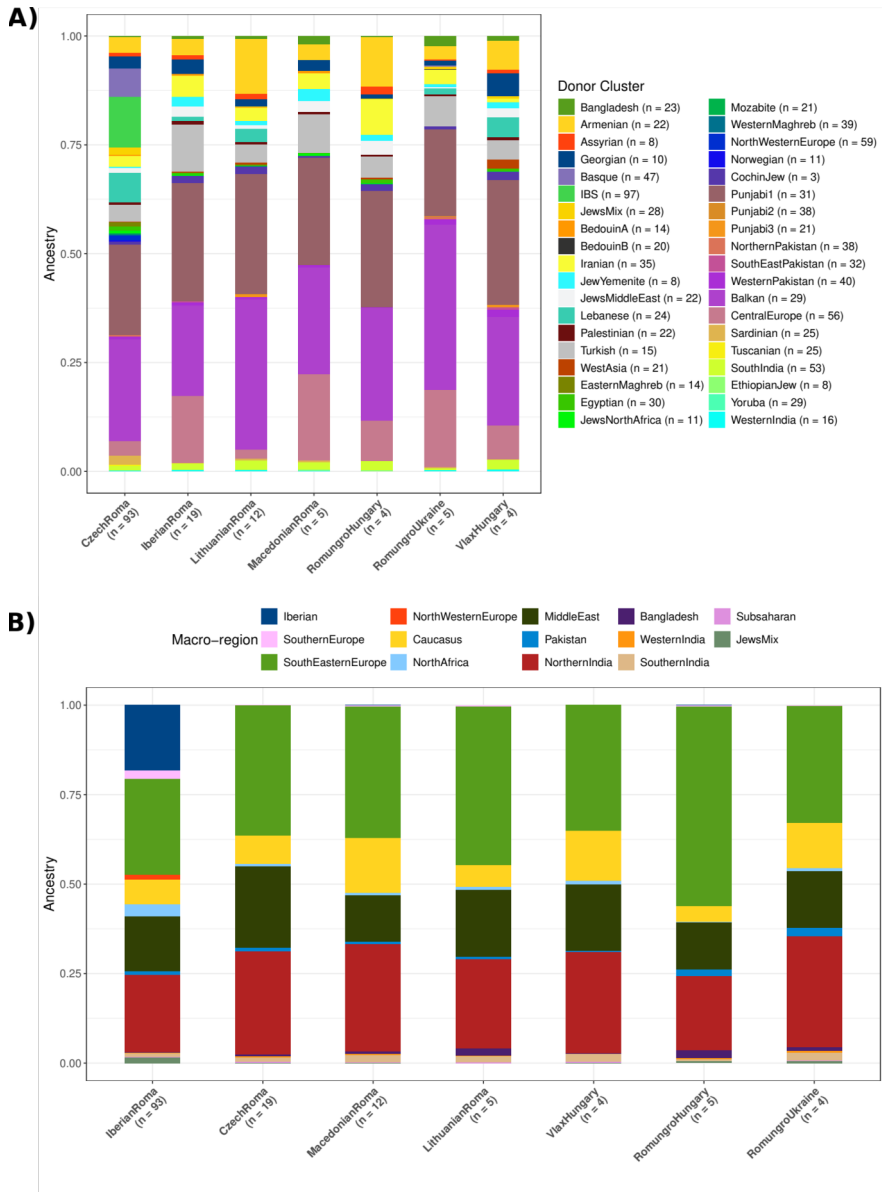 A)
1.00
0.75
0.50
0.25
0.00
Ancestry
CzechRoma
(n = 93)
IberianRoma
(n = 19)
LithuanianRoma
(n = 12)
MacedonianRoma
(n = 5)
RomungroHungary
(n = 4)
RomungroUkraine
(n = 5)
VlaxHungary
(n = 4)
Donor Cluster
Bangladesh (n = 23)
Armenian (n = 22)
Assyrian (n = 8)
Georgian (n = 10)
Basque (n = 47)
IBS (n = 97)
JewsMix (n = 28)
BedouinA (n = 14)
BedouinB (n = 20)
Iranian (n = 35)
JewYemenite (n = 8)
JewsMiddleEast (n = 22)
Lebanese (n = 24)
Palestinian (n = 22)
Turkish (n = 15)
WestAsia (n = 21)
EasternMaghreb (n = 14)
Egyptian (n = 30)
JewsNorthAfrica (n = 11)
Mozabite (n = 21)
WesternMaghreb (n = 39)
NorthWesternEurope (n = 59)
Norwegian (n = 11)
CochinJew (n = 3)
Punjabi1 (n = 31)
Punjabi2 (n = 38)
Punjabi3 (n = 21)
NorthernPakistan (n = 38)
SouthEastPakistan (n = 32)
WesternPakistan (n = 40)
Balkan (n = 29)
CentralEurope (n = 56)
Sardinian (n = 25)
Tuscanian (n = 25)
SouthIndia (n = 53)
EthiopianJew (n = 8)
Yoruba (n = 29)
WesternIndia (n = 16)
B)
Macro−region
Iberian
SouthernEurope
SouthEasternEurope
NorthWesternEurope
Caucasus
NorthAfrica
MiddleEast
Pakistan
NorthernIndia
Bangladesh
WesternIndia
SouthernIndia
Subsaharan
JewsMix
1.00
0.75
0.50
0.25
0.00
Ancestry
IberianRoma
(n = 93)
CzechRoma
(n = 19)
MacedonianRoma
(n = 12)
LithuanianRoma
(n = 5)
VlaxHungary
(n = 4)
RomungroHungary
(n = 5)
RomungroUkraine
(n = 4)